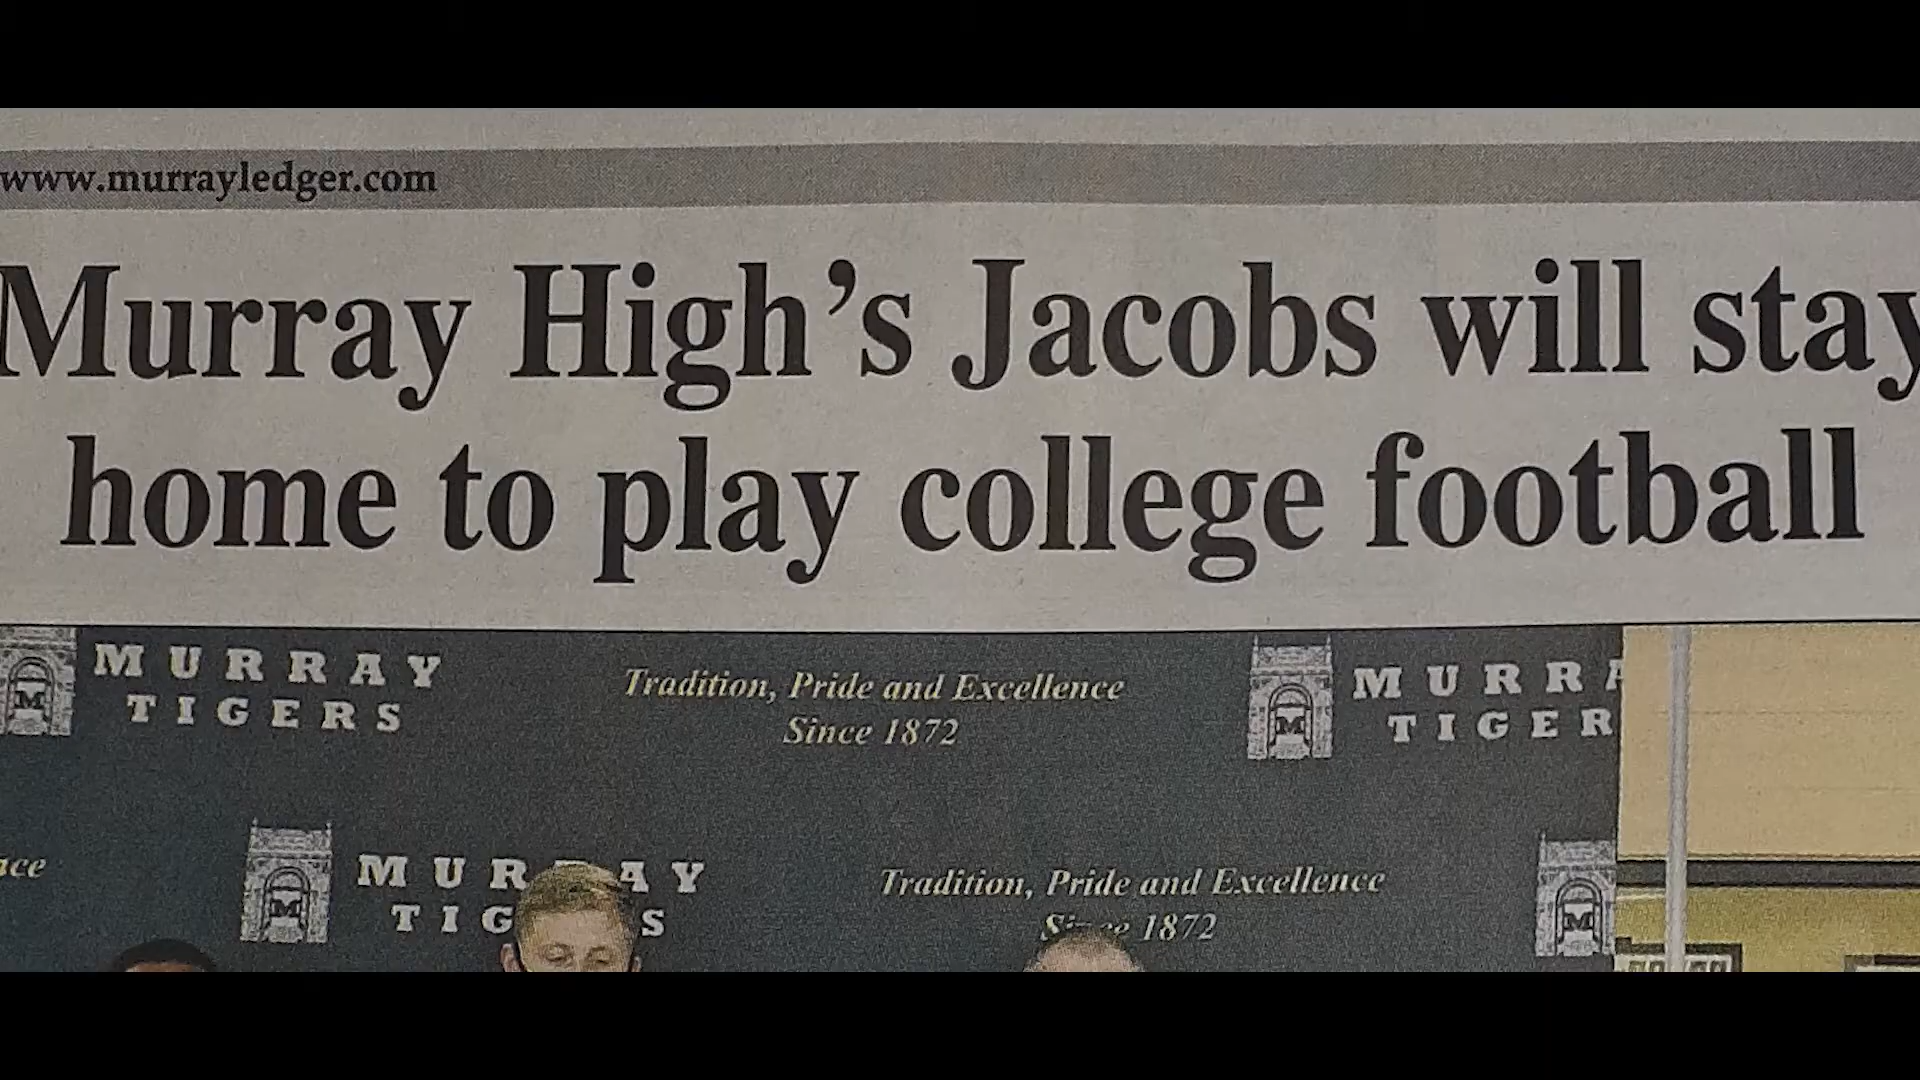 www.murrayledger.com
Murray High’s Jacobs will stay
home to play college football
MURRAY
TIGERS
Tradition, Pride and Excellence
Since 1872
M
MURRA
TIGER
M
MURRAY
TIG S
M
Tradition, Pride and Excellence
Since 1872
M